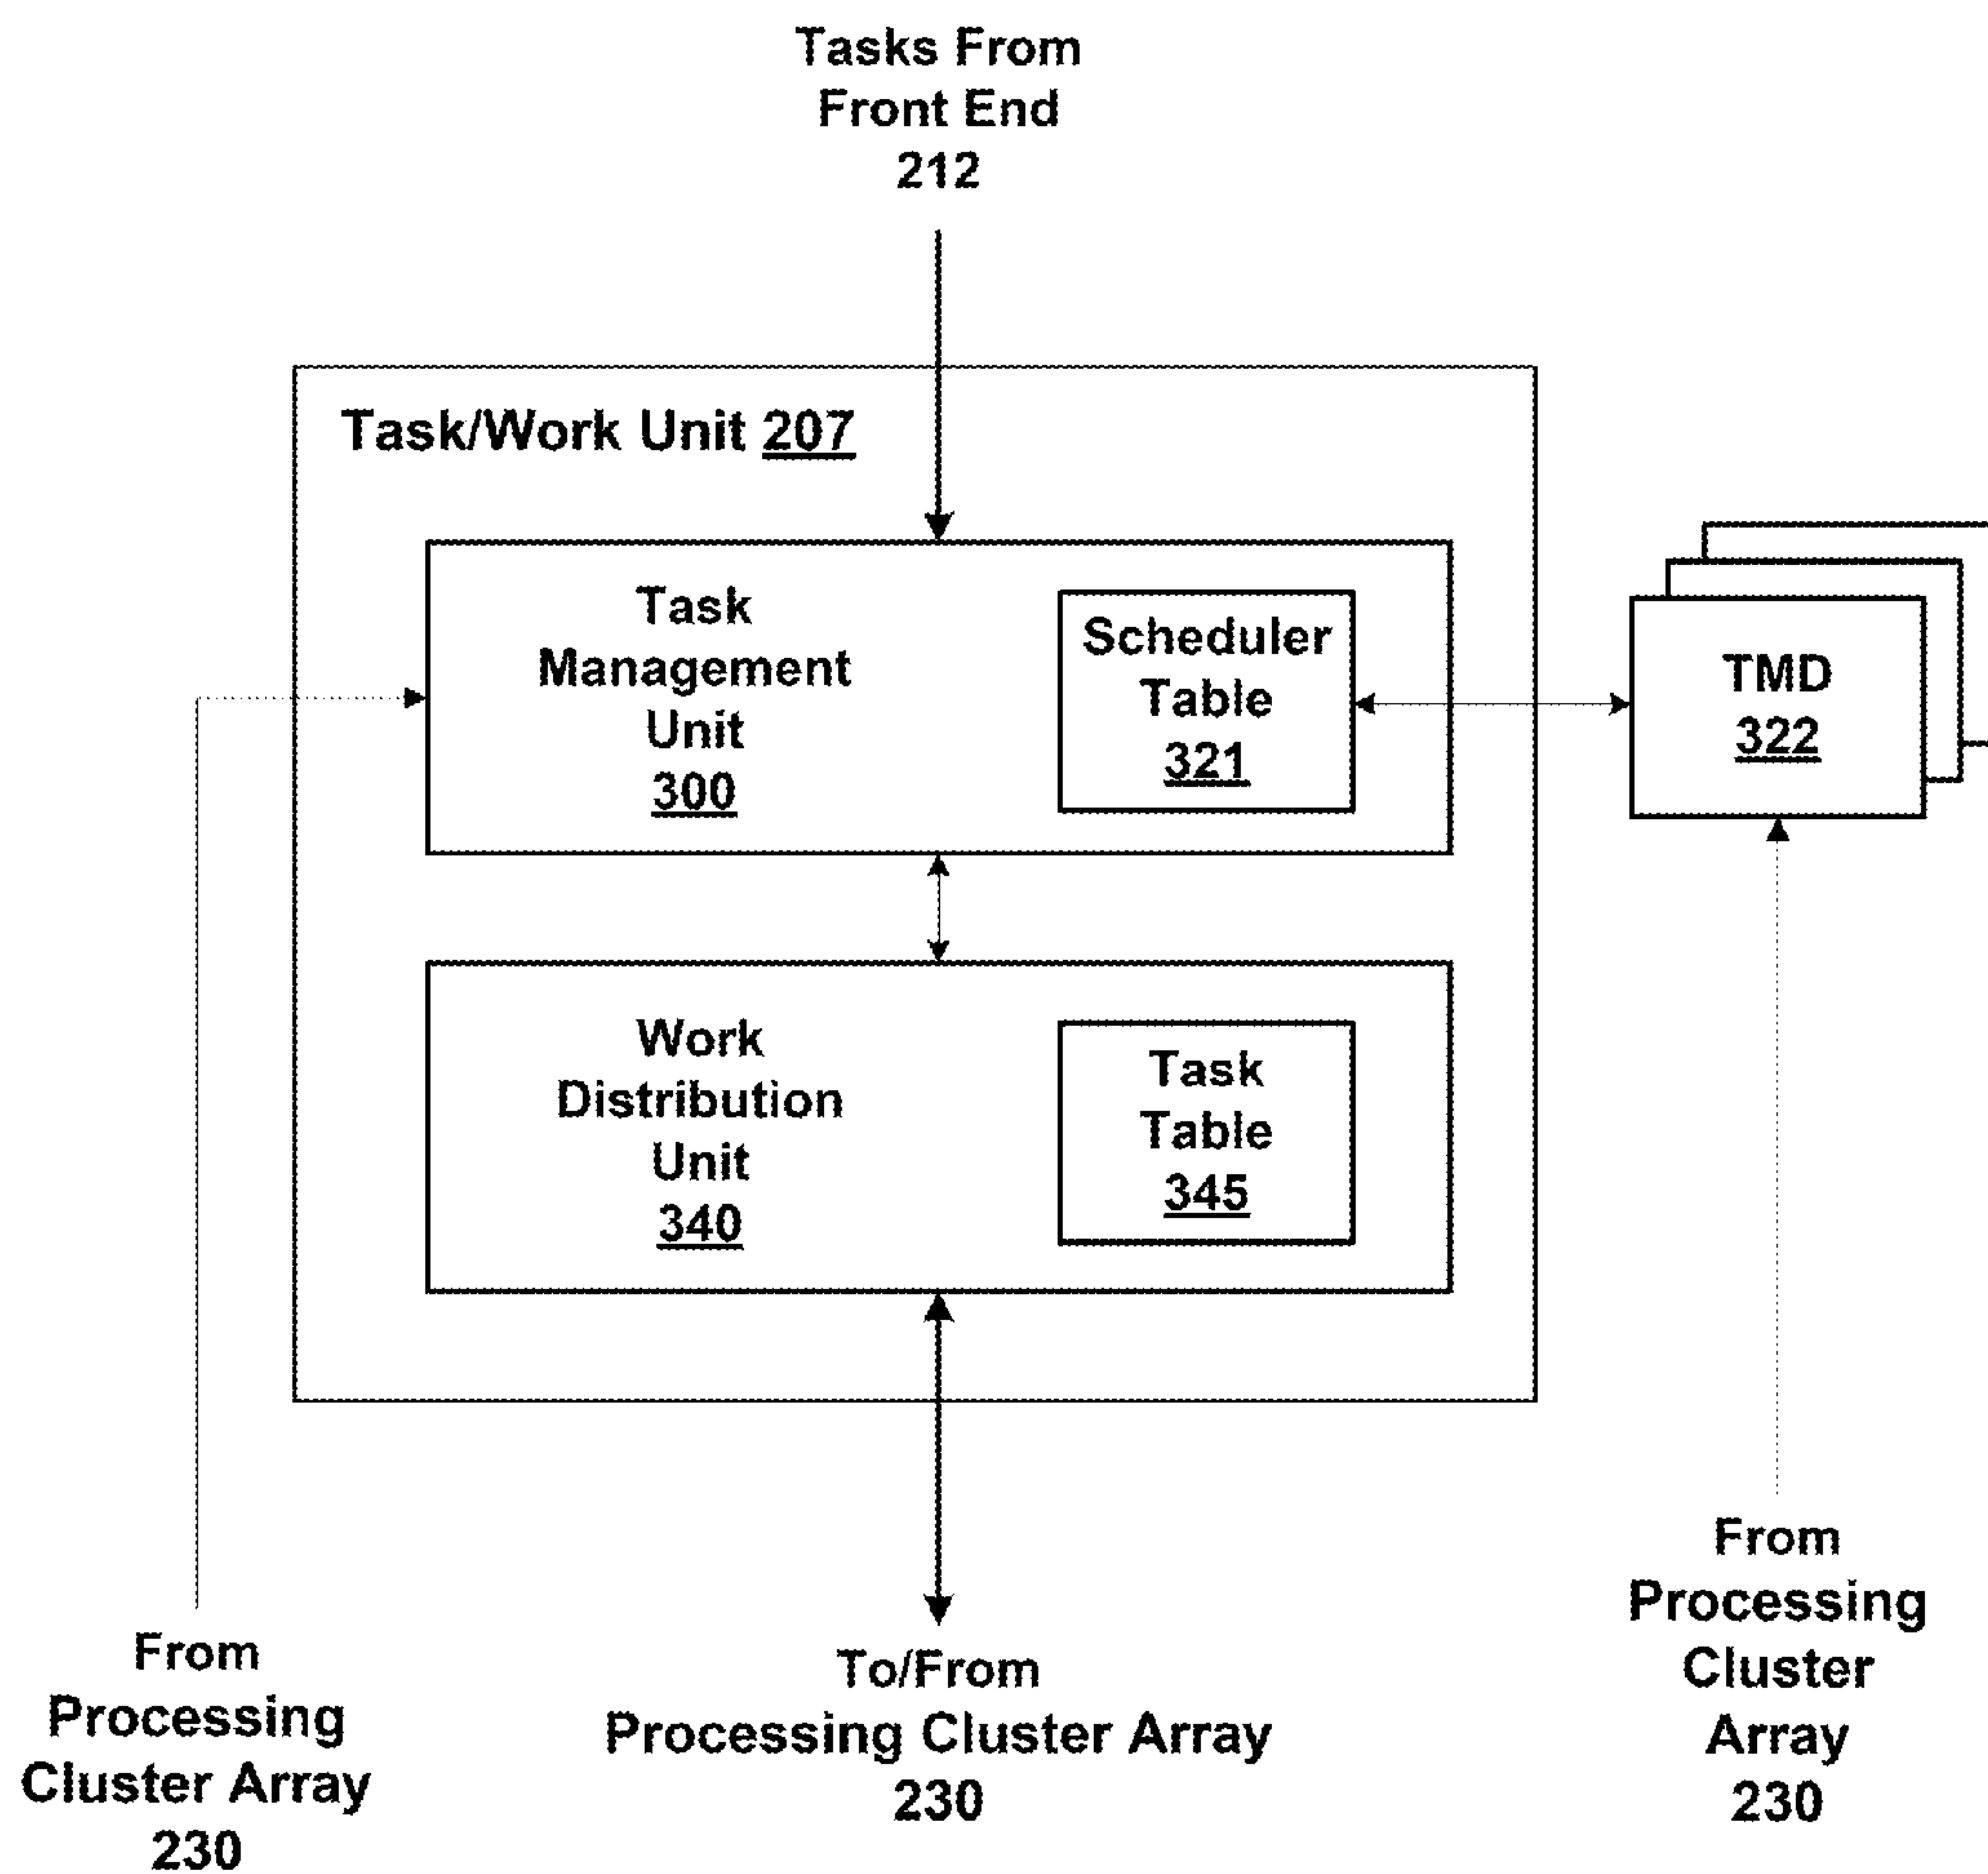 Tasks From
Front End
212
Task/Work Unit 207
Task
Management
Unit
300
Scheduler
Table
321
TMD
322
Work
Distribution
Unit
340
Task
Table
345
From
Processing
Cluster Array
230
To/From
Processing Cluster Array
230
From
Processing
Cluster
Array
230